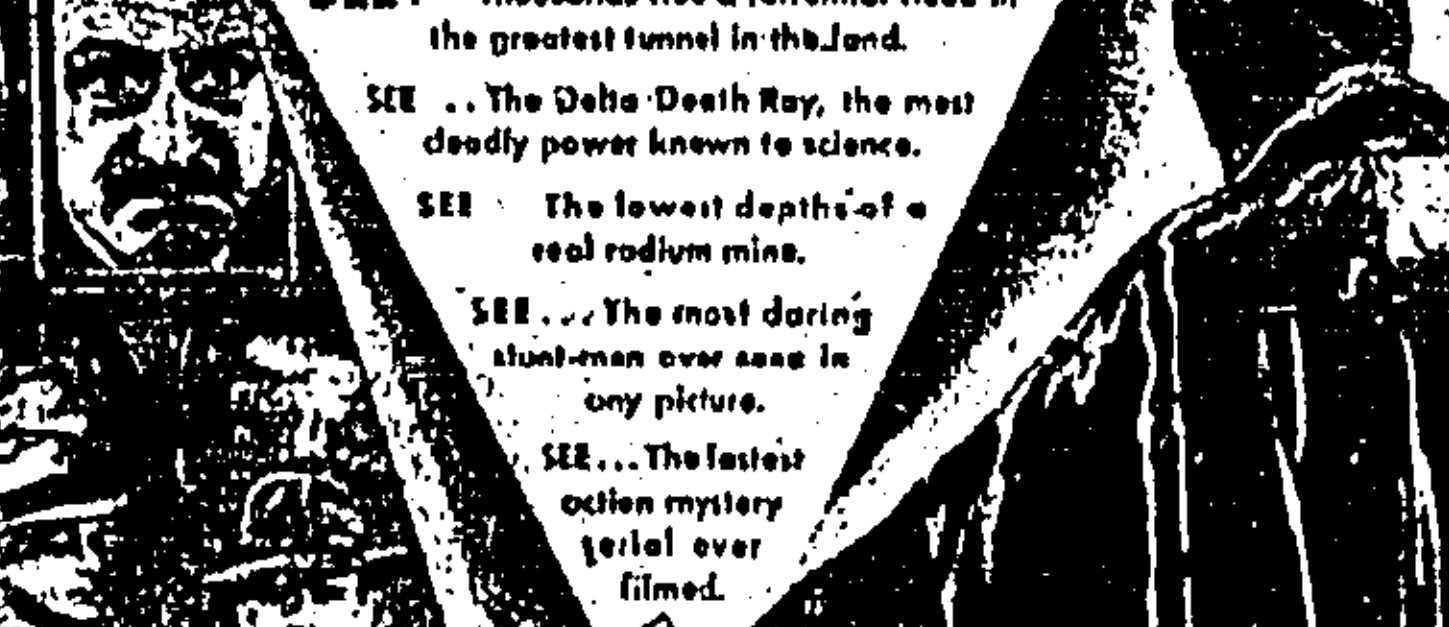 the greatest tunnel in the land.
SEE .. The Delta Death Ray, the most
deadly power known to science.
SEE The lowest depths of a
real radium mine.
SEE ... The most daring
stunt-man ever seen in
any picture.
SEE... The fastest
action mystery
serial ever
filmed.